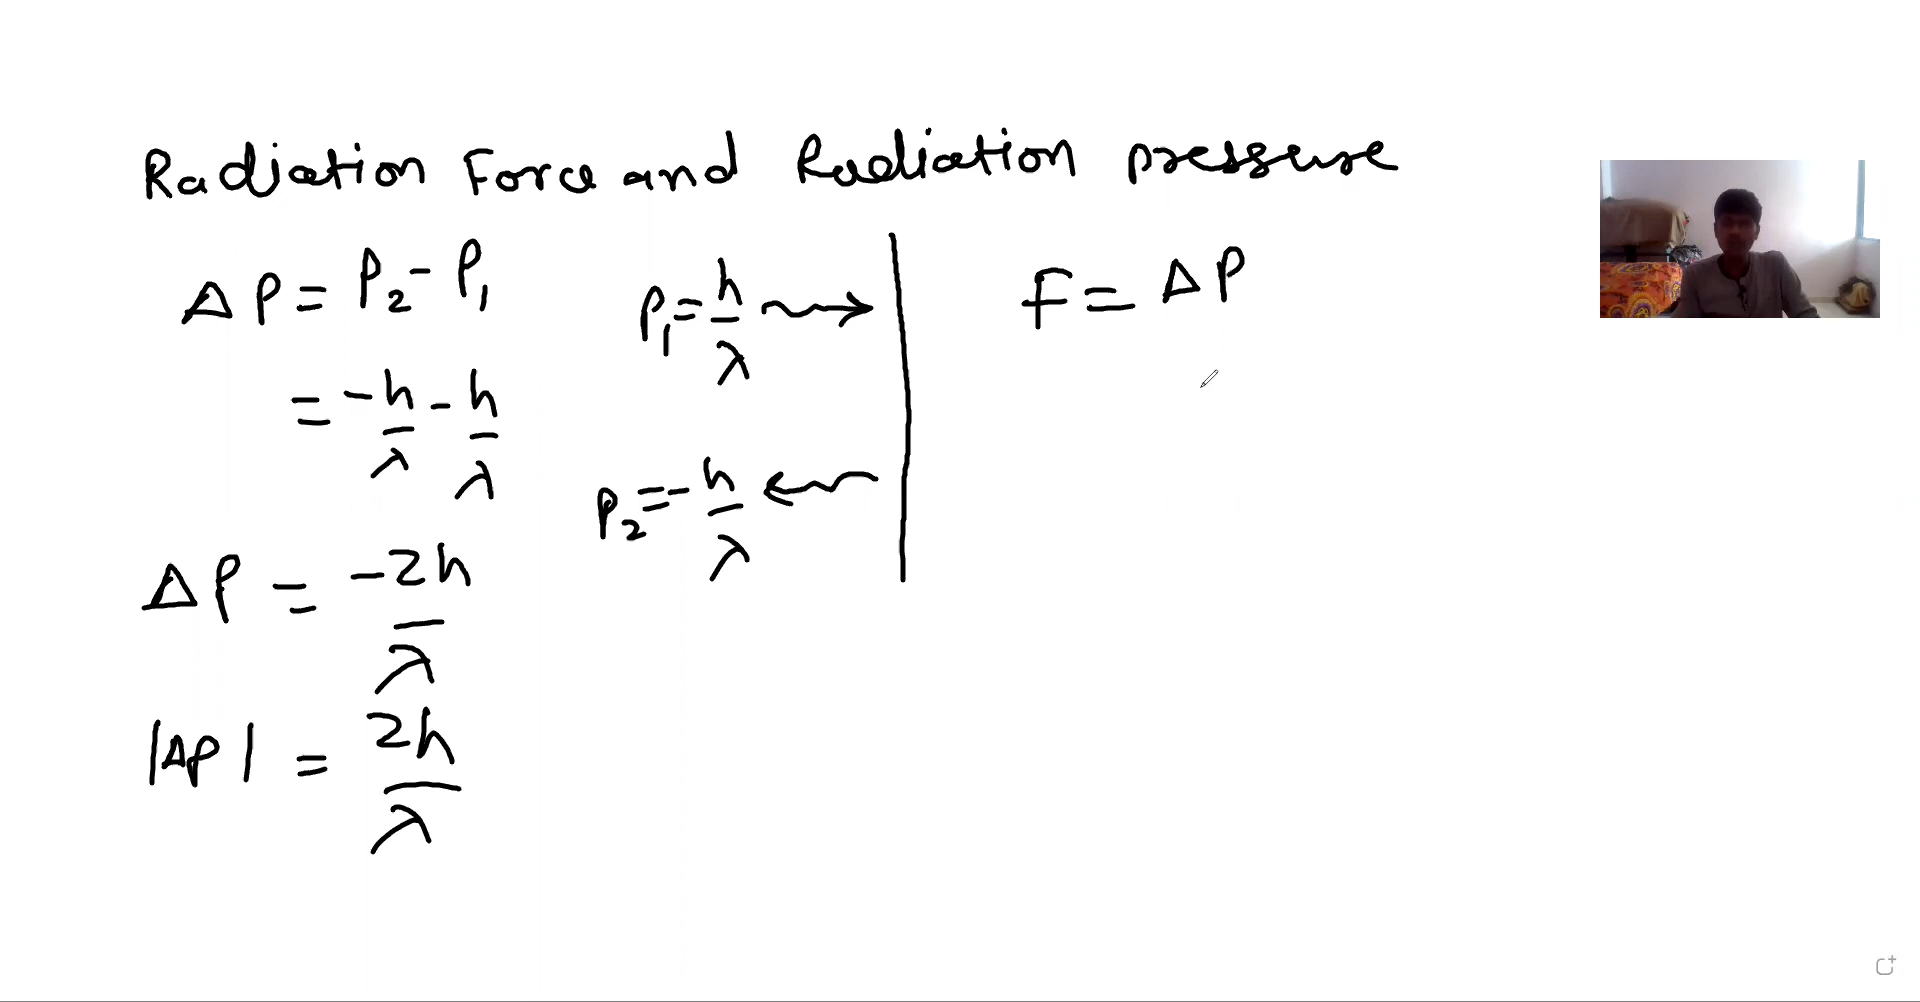 Radiation Force and Radiation pressure
ΔP = P₂ - P₁
= -h/λ - h/λ
ΔP = -2h/λ
|ΔP| = 2h/λ
P₁ = h/λ
P₂ = -h/λ
F = ΔP